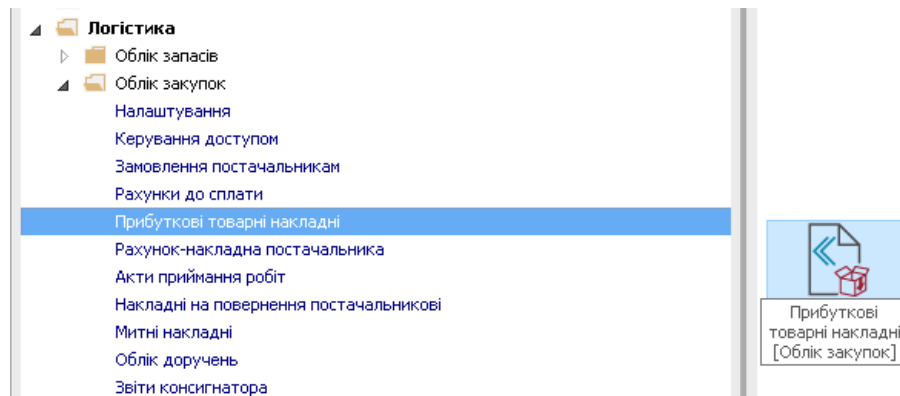 Логістика
Облік запасів
Облік закупок
Налаштування
Керування доступом
Замовлення постачальникам
Рахунки до сплати
Прибуткові товарні накладні
Рахунок-накладна постачальника
Акти приймання робіт
Накладні на повернення постачальникові
Митні накладні
Облік доручень
Звіти консигнатора
Прибуткові
товарні накладні
[Облік закупок]